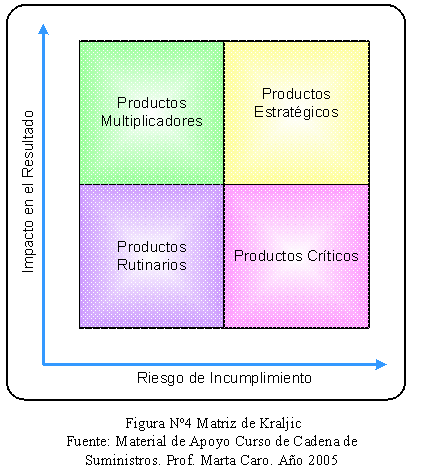 Impacto en el Resultado
Productos
Multiplicadores
Productos
Estratégicos
Productos
Rutinarios
Productos Críticos
Riesgo de Incumplimiento
Figura Nº4 Matriz de Kraljic
Fuente: Material de Apoyo Curso de Cadena de
Suministros. Prof. Marta Caro. Año 2005